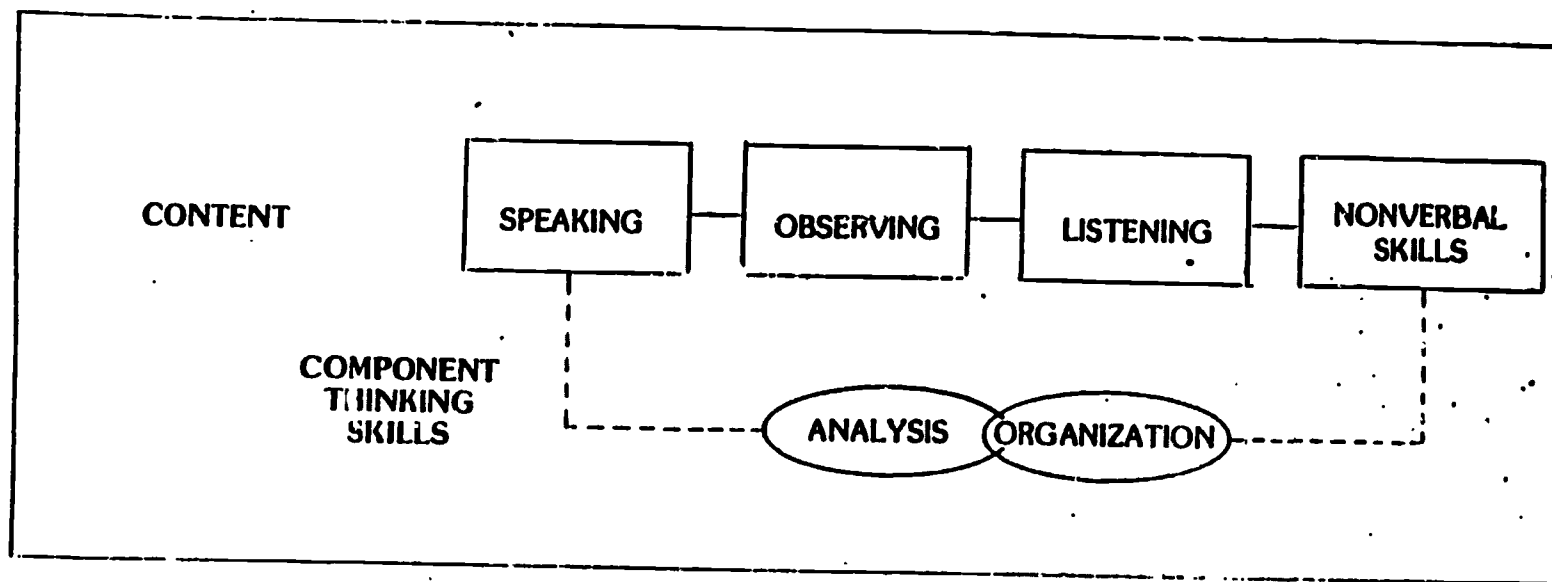 CONTENT
SPEAKING
OBSERVING
LISTENING
NONVERBAL
SKILLS
COMPONENT
THINKING
SKILLS
ANALYSIS
ORGANIZATION